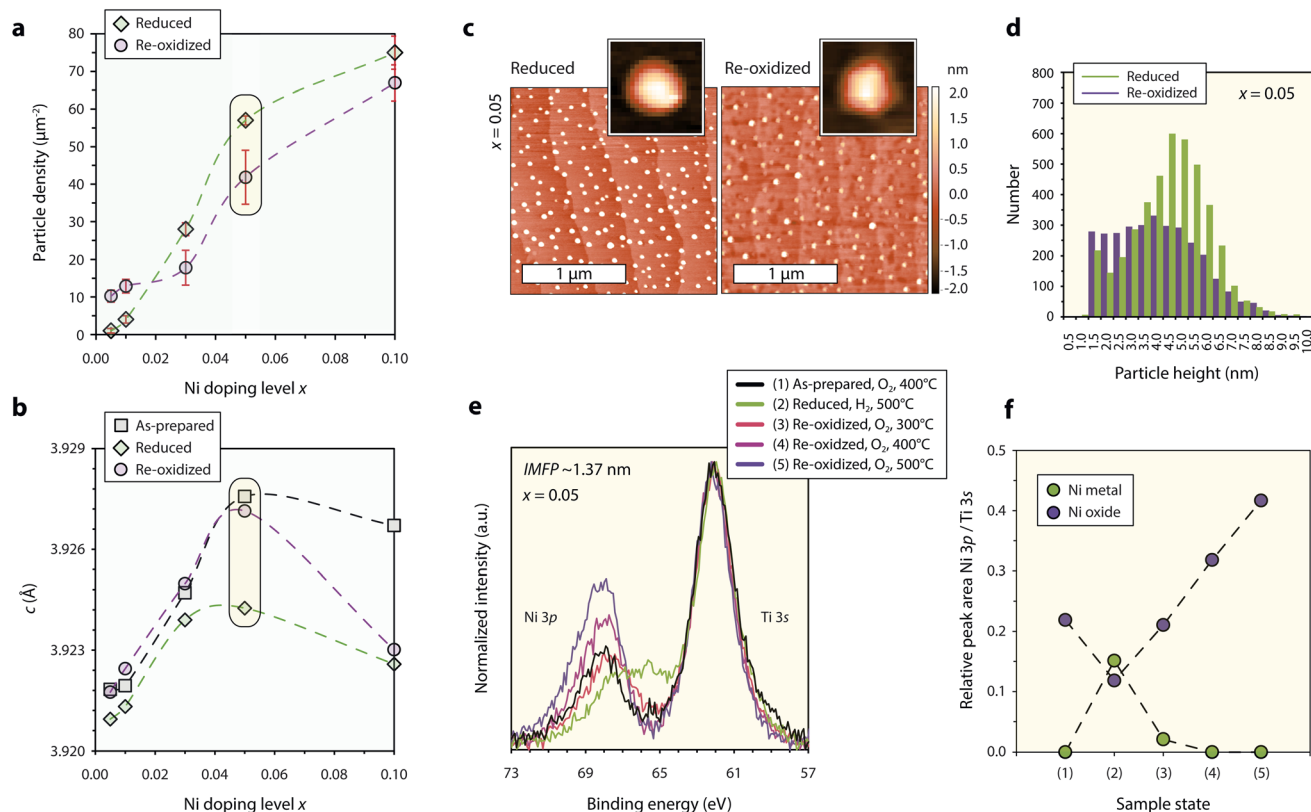 a
Reduced
Re-oxidized
80
70
60
50
40
30
20
10
0
Particle density (μm⁻²)
0.00 0.02 0.04 0.06 0.08 0.10
Ni doping level x
b
As-prepared
Reduced
Re-oxidized
3.929
3.926
3.923
3.920
c (Å)
0.00 0.02 0.04 0.06 0.08 0.10
Ni doping level x
c
Reduced
Re-oxidized
x = 0.05
1 μm
1 μm
nm
2.0
1.5
1.0
0.5
0.0
-0.5
-1.0
-1.5
-2.0
d
Reduced
Re-oxidized
x = 0.05
800
700
600
500
400
300
200
100
0
Number
0.5 1.0 1.5 2.0 2.5 3.0 3.5 4.0 4.5 5.0 5.5 6.0 6.5 7.0 7.5 8.0 8.5 9.0 9.5 10.0
Particle height (nm)
e
(1) As-prepared, O₂, 400°C
(2) Reduced, H₂, 500°C
(3) Re-oxidized, O₂, 300°C
(4) Re-oxidzed, O₂, 400°C
(5) Re-oxidized, O₂, 500°C
IMFP ~1.37 nm
x = 0.05
Ni 3p
Ti 3s
Normalized intensity (a.u.)
73 69 65 61 57
Binding energy (eV)
f
Ni metal
Ni oxide
0.5
0.4
0.3
0.2
0.1
0.0
Relative peak area Ni 3p / Ti 3s
(1) (2) (3) (4) (5)
Sample state